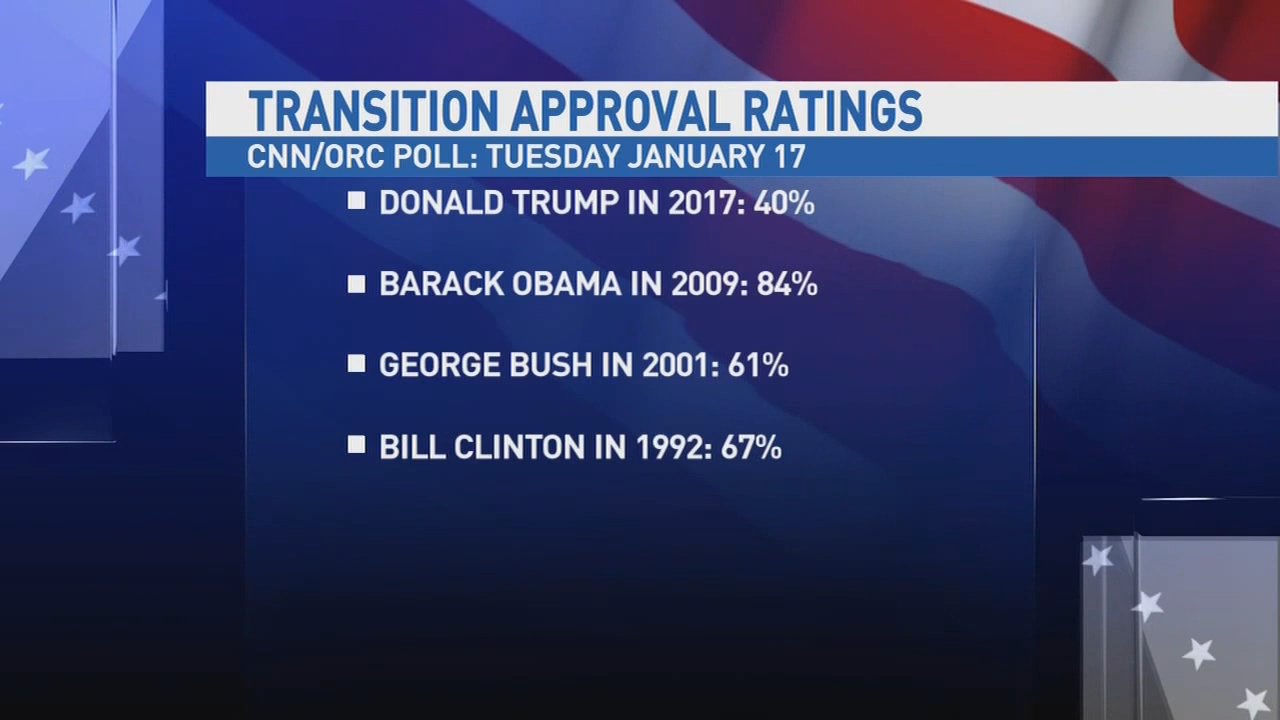 TRANSITION APPROVAL RATINGS
CNN/ORC POLL: TUESDAY JANUARY 17
DONALD TRUMP IN 2017: 40%
BARACK OBAMA IN 2009: 84%
GEORGE BUSH IN 2001: 61%
BILL CLINTON IN 1992: 67%